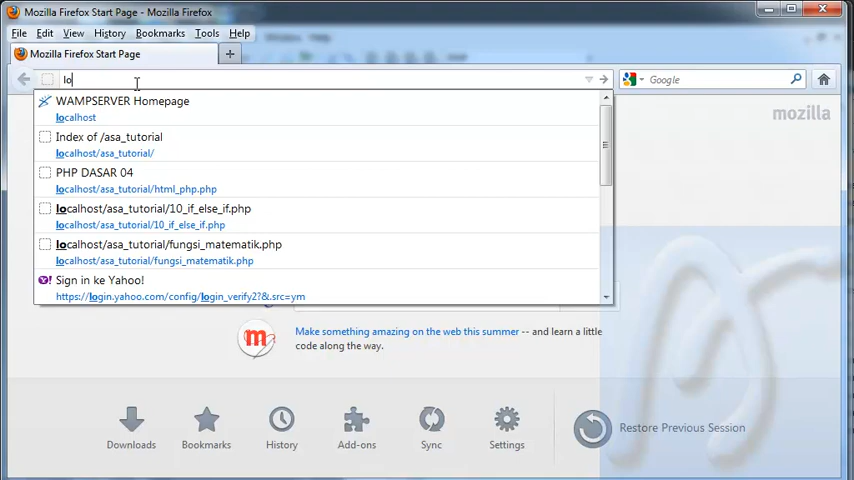 Mozilla Firefox Start Page - Mozilla Firefox
File Edit View History Bookmarks Tools Help
Mozilla Firefox Start Page
lo
Google
WAMPSERVER Homepage
localhost
mozilla
Index of /asa_tutorial
localhost/asa_tutorial/
PHP DASAR 04
localhost/asa_tutorial/html_php.php
localhost/asa_tutorial/10_if_else_if.php
localhost/asa_tutorial/10_if_else_if.php
localhost/asa_tutorial/fungsi_matematik.php
localhost/asa_tutorial/fungsi_matematik.php
Sign in ke Yahoo!
https://login.yahoo.com/config/login_verify2?&.src=ym
m
Make something amazing on the web this summer -- and learn a little
code along the way.
Downloads Bookmarks History Add-ons Sync Settings
Restore Previous Session